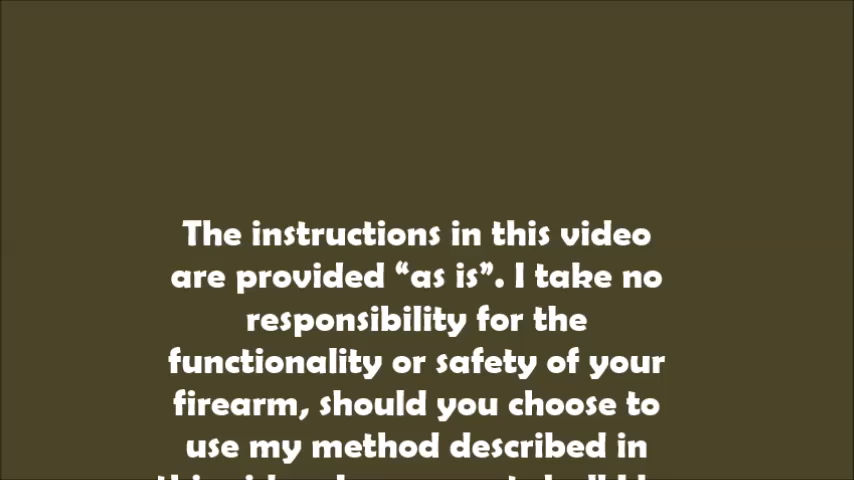 The instructions in this video
are provided “as is”. I take no
responsibility for the
functionality or safety of your
firearm, should you choose to
use my method described in